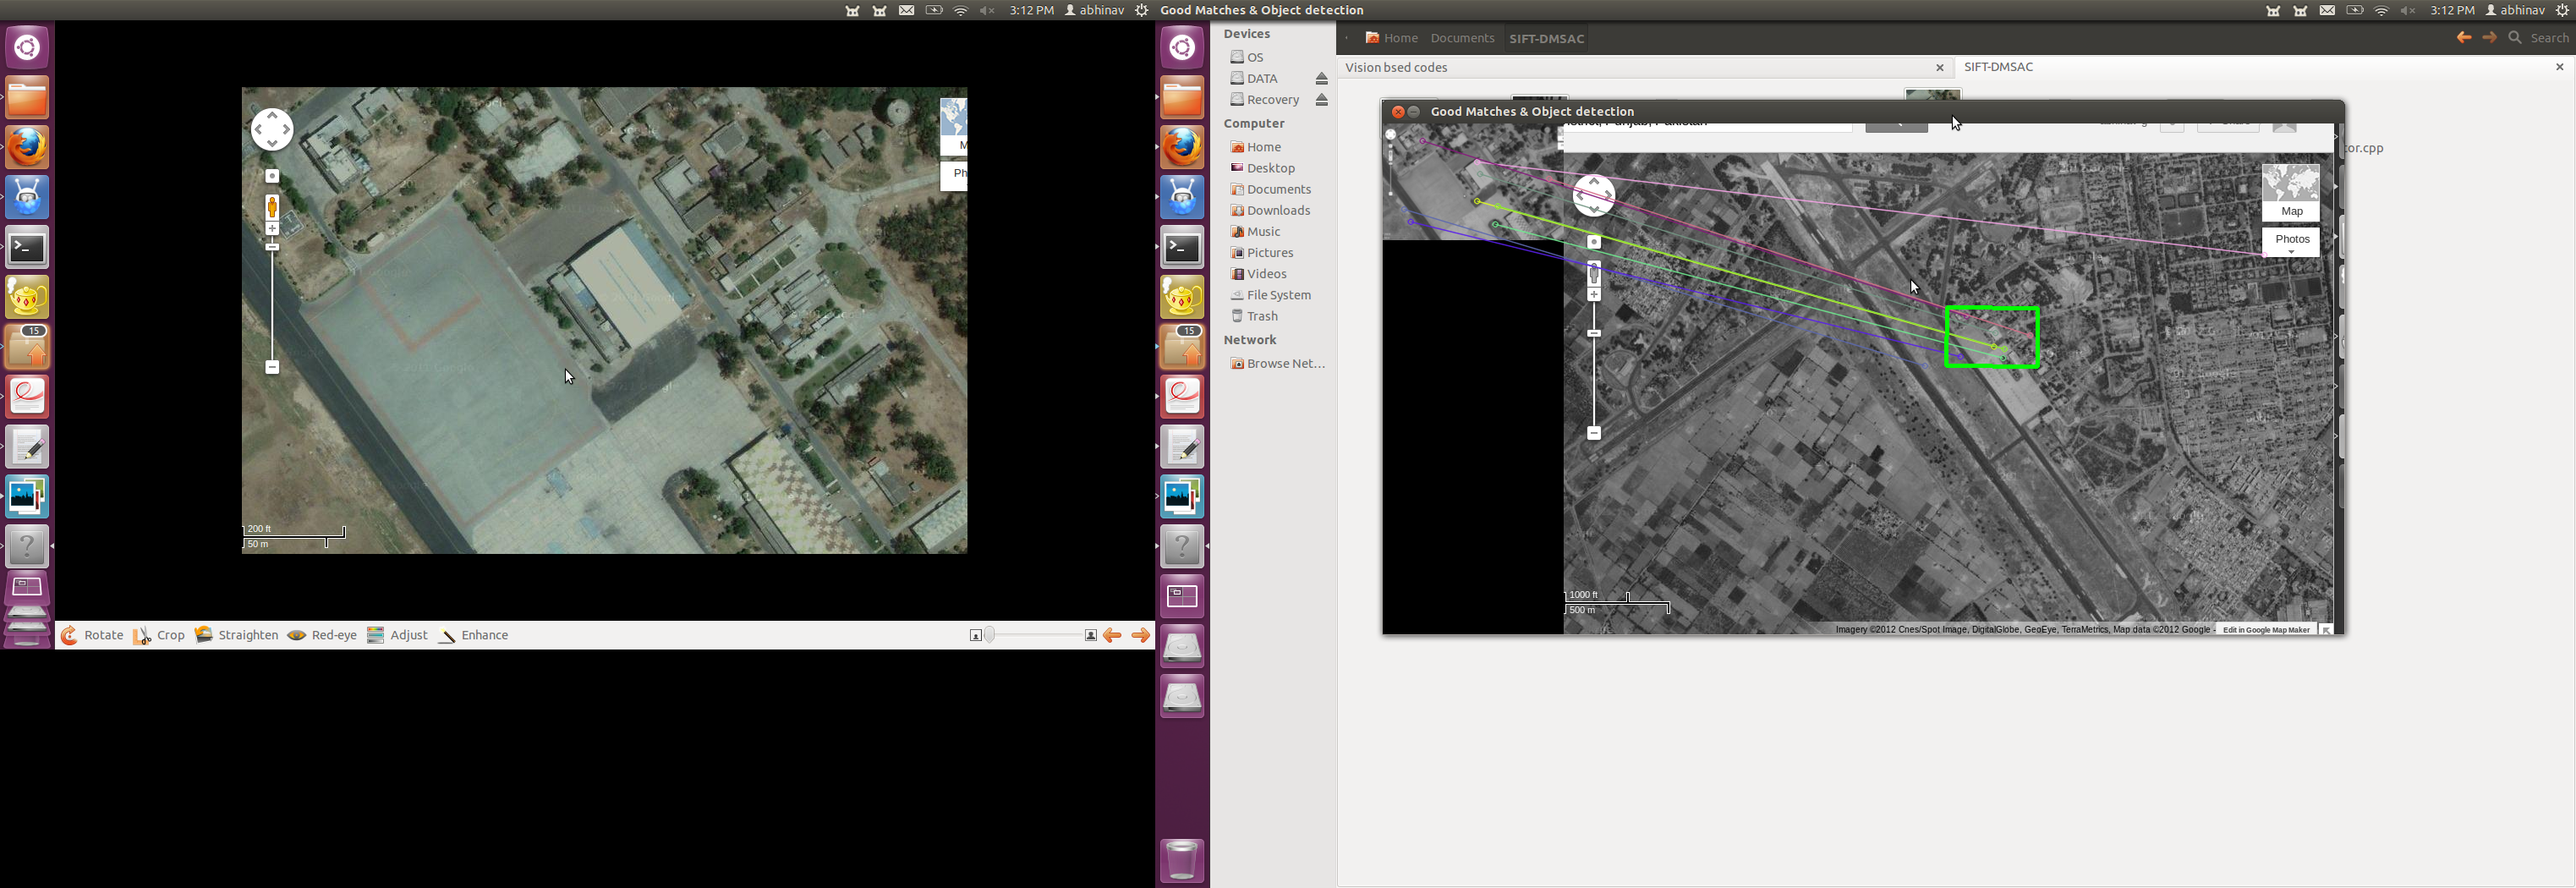 3:12 PM abhinav
Good Matches & Object detection
3:12 PM abhinav
M
Ph
200 ft
50 m
15
Rotate Crop Straighten Red-eye Adjust Enhance
15
Devices
OS
DATA
Recovery
Computer
Home
Desktop
Documents
Downloads
Music
Pictures
Videos
File System
Trash
Network
Browse Net...
Home Documents SIFT-DMSAC
Search
Vision bsed codes
SIFT-DMSAC
Good Matches & Object detection
tor.cpp
Map
Photos
1000 ft
500 m
Imagery ©2012 Cnes/Spot Image, DigitalGlobe, GeoEye, TerraMetrics, Map data ©2012 Google -
Edit in Google Map Maker